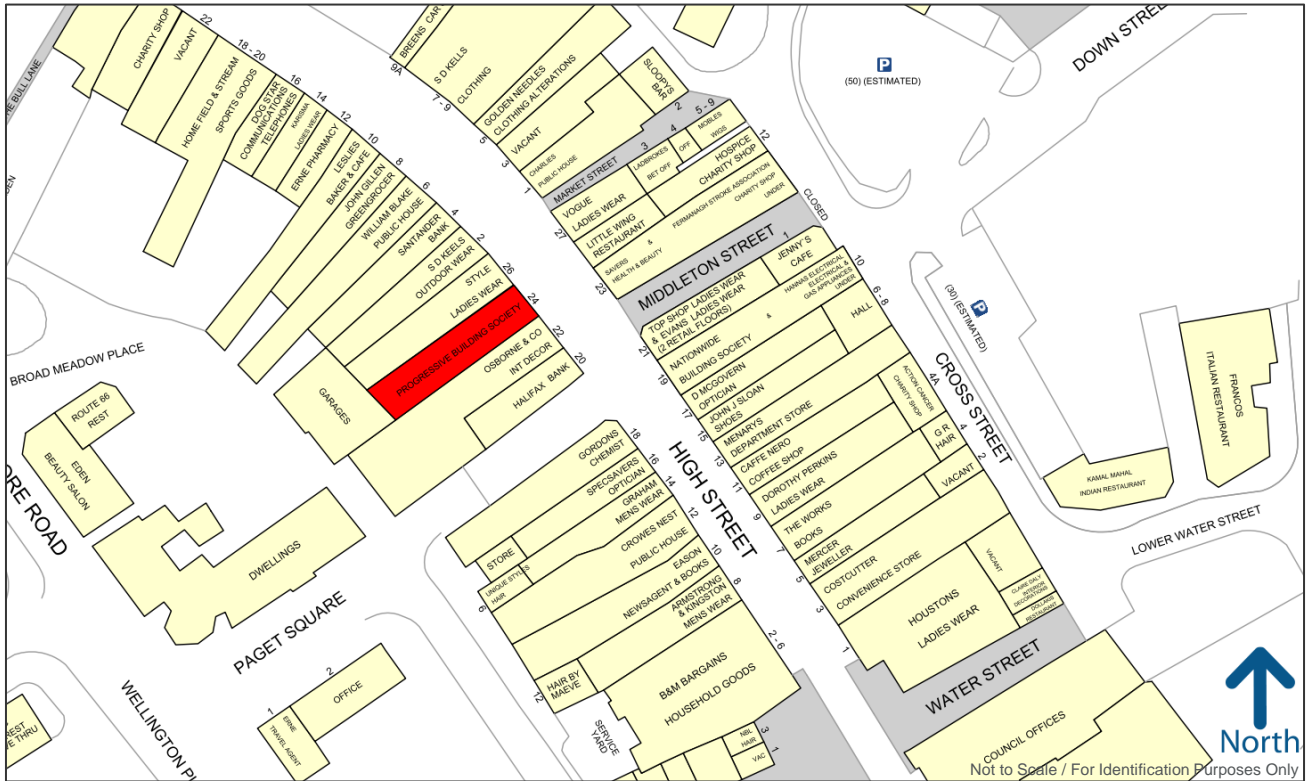 THE BULL LANE
CHARITY SHOP
VACANT
22
18 - 20
HOME FIELD & STREAM
SPORTS GOODS
16
DOG STAR
COMMUNICATIONS
TELEPHONES
14
KARISMA
LADIES WEAR
12
ERNE PHARMACY
10
LESLIES
BAKER & CAFE
8
JOHN GILLEN
GREENGROCER
6
WILLIAM BLAKE
PUBLIC HOUSE
4
SANTANDER
BANK
2
S D KEELS
OUTDOOR WEAR
26
STYLE
LADIES WEAR
24
PROGRESSIVE BUILDING SOCIETY
22
OSBORNE & CO
INT DECOR
20
HALIFAX BANK
GARAGES
BROAD MEADOW PLACE
ROUTE 66
REST
EDEN
BEAUTY SALON
ORE ROAD
DWELLINGS
PAGET SQUARE
WELLINGTON PL
2
OFFICE
1
ERNE
TRAVEL AGENT
REST
VE THRU
BREENS CAR
9A
S D KELLS
CLOTHING
7-9
GOLDEN NEEDLES
CLOTHING ALTERATIONS
5
VACANT
3
CHARLIES
PUBLIC HOUSE
1
SLOOPYS
BAR
2
MARKET STREET
3
4
5 - 9
LADBROKES
BET OFF
OFF
MOBLES
WIGS
12
VOGUE
LADIES WEAR
27
HOSPICE
CHARITY SHOP
LITTLE WING
RESTAURANT
FERMANAGH STROKE ASSOCIATION
CHARITY SHOP
UNDER
&
SAVERS
HEALTH & BEAUTY
23
CLOSED
MIDDLETON STREET
1
JENNY'S
CAFE
TOP SHOP LADIES WEAR
& EVANS LADIES WEAR
(2 RETAIL FLOORS)
21
10
HANNAS ELECTRICAL
ELECTRICAL &
GAS APPLIANCES
UNDER
&
NATIONWIDE
BUILDING SOCIETY
19
6 - 8
HALL
D MCGOVERN
OPTICIAN
17
JOHN J SLOAN
SHOES
15
MENARYS
DEPARTMENT STORE
13
4A
ACTION CANCER
CHARITY SHOP
CAFFE NERO
COFFEE SHOP
11
DOROTHY PERKINS
LADIES WEAR
9
4
G R
HAIR
2
VACANT
THE WORKS
BOOKS
7
MERCER
JEWELLER
5
COSTCUTTER
CONVENIENCE STORE
3
HOUSTONS
LADIES WEAR
1
VACANT
CLAIRE DALY
INTERIOR
DECORATIONS
DOLLAKIS
RESTAURANT
HIGH STREET
CROSS STREET
18
GORDONS
CHEMIST
16
SPECSAVERS
OPTICIAN
14
GRAHAM
MENS WEAR
12
CROWES NEST
PUBLIC HOUSE
10
EASON
NEWSAGENT & BOOKS
8
ARMSTRONG
& KINGSTON
MENS WEAR
2 - 6
B&M BARGAINS
HOUSEHOLD GOODS
STORE
UNIQUE STYLES
HAIR
6
HAIR BY
MAEVE
12
SERVICE
YARD
NBL
HAIR
VAC
3
1
WATER STREET
COUNCIL OFFICES
P
(50) (ESTIMATED)
DOWN STREE
P
(30) (ESTIMATED)
FRANCOS
ITALIAN RESTAURANT
KAMAL MAHAL
INDIAN RESTAURANT
LOWER WATER STREET
North
Not to Scale / For Identification Purposes Only